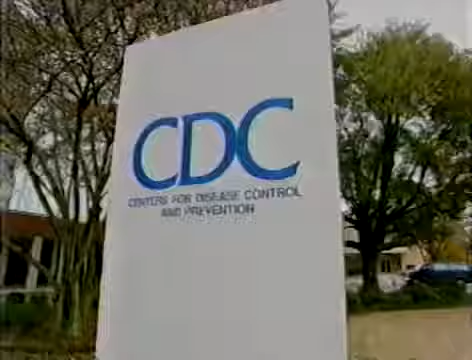 CDC
CENTERS FOR DISEASE CONTROL
AND PREVENTION